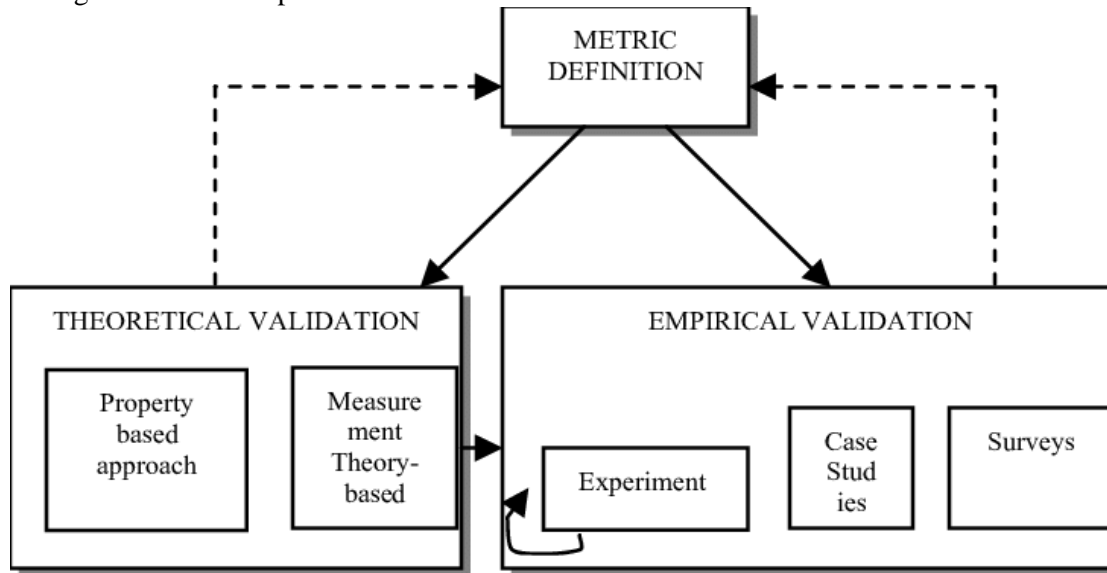 METRIC
DEFINITION
THEORETICAL VALIDATION
Property
based
approach
Measure
ment
Theory-
based
EMPIRICAL VALIDATION
Experiment
Case
Stud
ies
Surveys